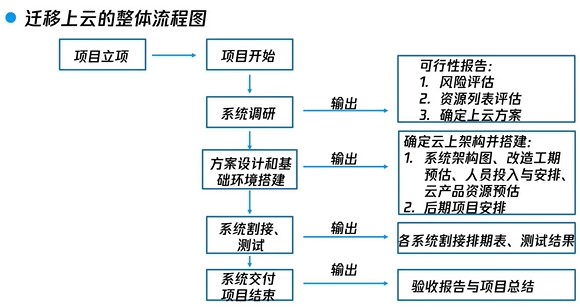 迁移上云的整体流程图
项目立项
项目开始
系统调研
输出
可行性报告:
1. 风险评估
2. 资源列表评估
3. 确定上云方案
方案设计和基
础环境搭建
输出
确定云上架构并搭建:
1. 系统架构图、改造工期
预估、人员投入与安排、
云产品资源预估
2. 后期项目安排
系统割接、
测试
输出
各系统割接排期表、测试结果
系统交付
项目结束
输出
验收报告与项目总结